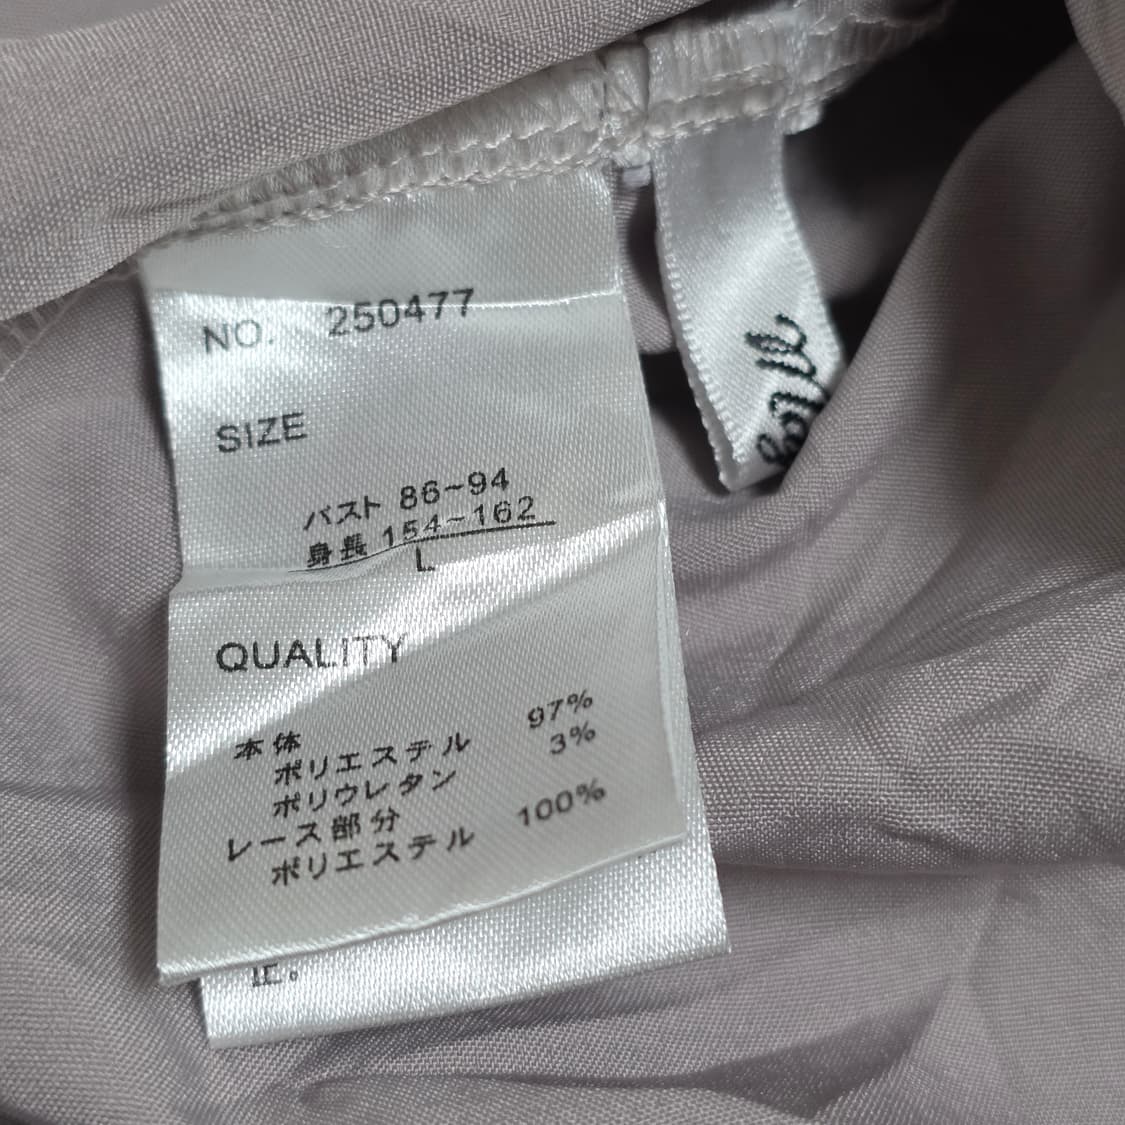 NO. 250477
SIZE
バスト 86~94
身長 154~162
L
QUALITY
本体
ポリエステル 97%
ポリウレタン 3%
レース部分
ポリエステル 100%
止。